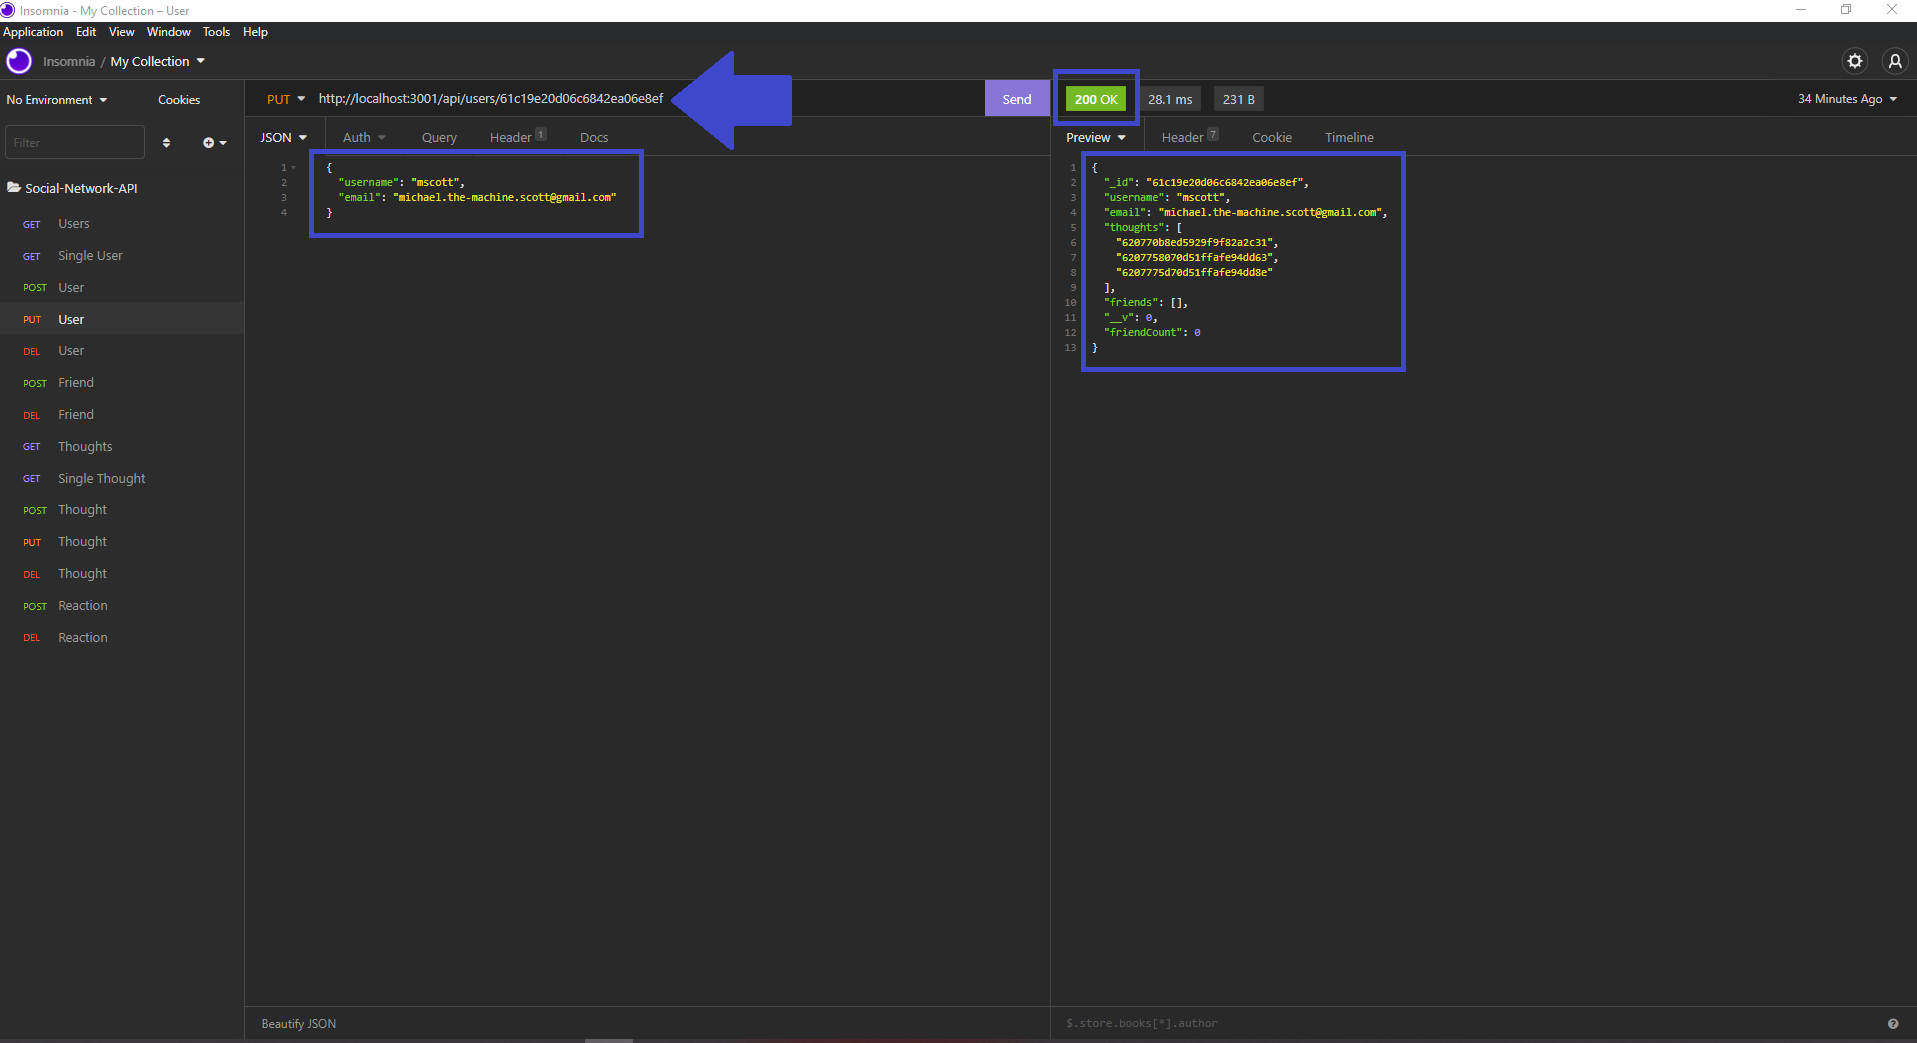 Insomnia - My Collection – User
Application Edit View Window Tools Help
Insomnia / My Collection
No Environment Cookies
Filter
Social-Network-API
GET Users
GET Single User
POST User
PUT User
DEL User
POST Friend
DEL Friend
GET Thoughts
GET Single Thought
POST Thought
PUT Thought
DEL Thought
POST Reaction
DEL Reaction
PUT http://localhost:3001/api/users/61c19e20d06c6842ea06e8ef Send
JSON Auth Query Header 1 Docs
1 {
2 "username": "mscott",
3 "email": "michael.the-machine.scott@gmail.com"
4 }
Beautify JSON
200 OK 28.1 ms 231 B 34 Minutes Ago
Preview Header 7 Cookie Timeline
1 {
2 "_id": "61c19e20d06c6842ea06e8ef",
3 "username": "mscott",
4 "email": "michael.the-machine.scott@gmail.com",
5 "thoughts": [
6 "620770b8ed5929f9f82a2c31",
7 "6207758070d51ffafe94dd63",
8 "6207775d70d51ffafe94dd8e"
9 ],
10 "friends": [],
11 "__v": 0,
12 "friendCount": 0
13 }
$.store.books[*].author